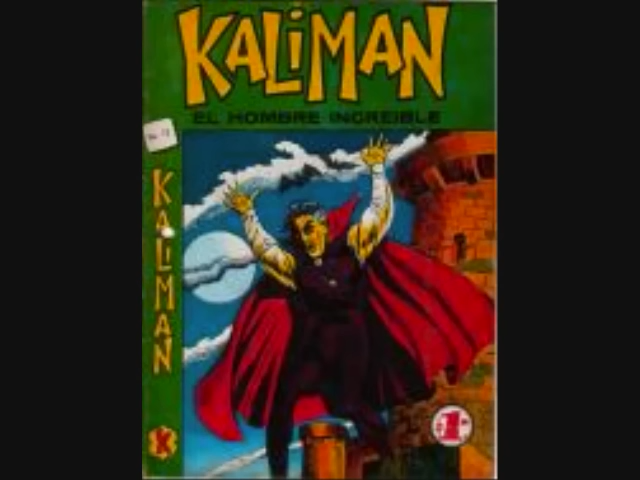 KALiMAN
EL HOMBRE INCREIBLE
KALiMAN
K
$1